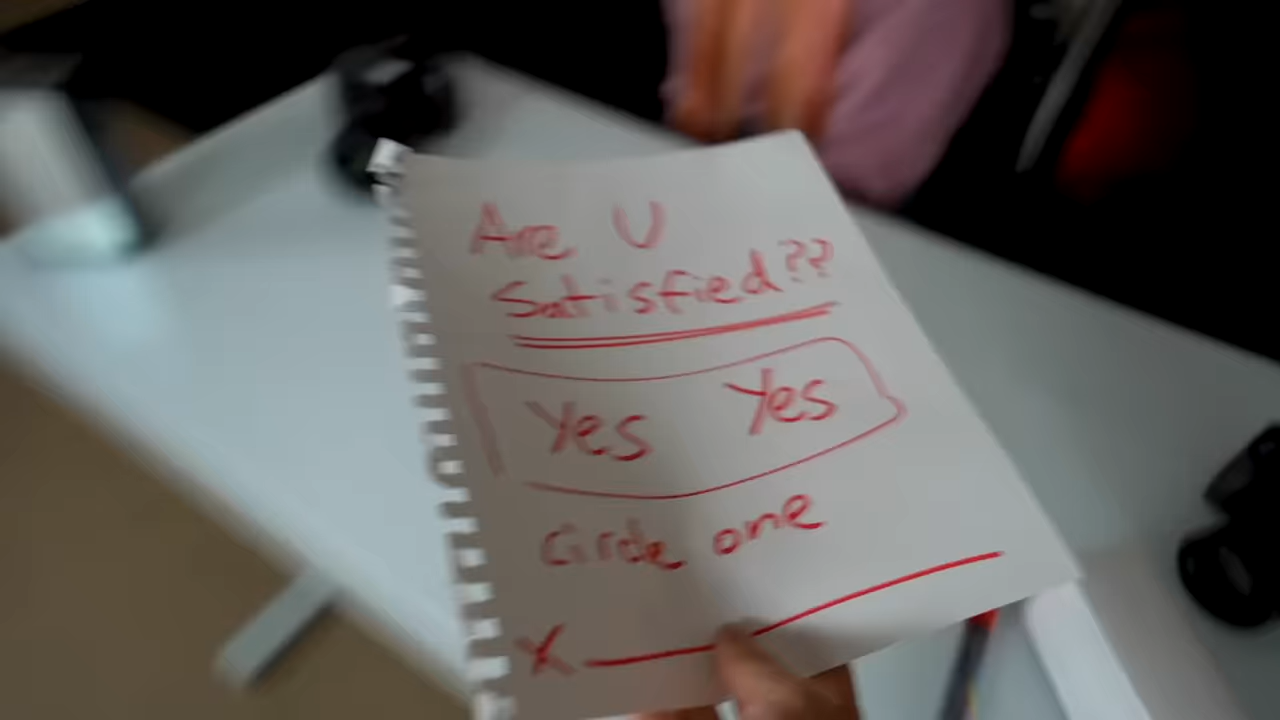 Are U
Satisfied??
Yes Yes
Circle one
X